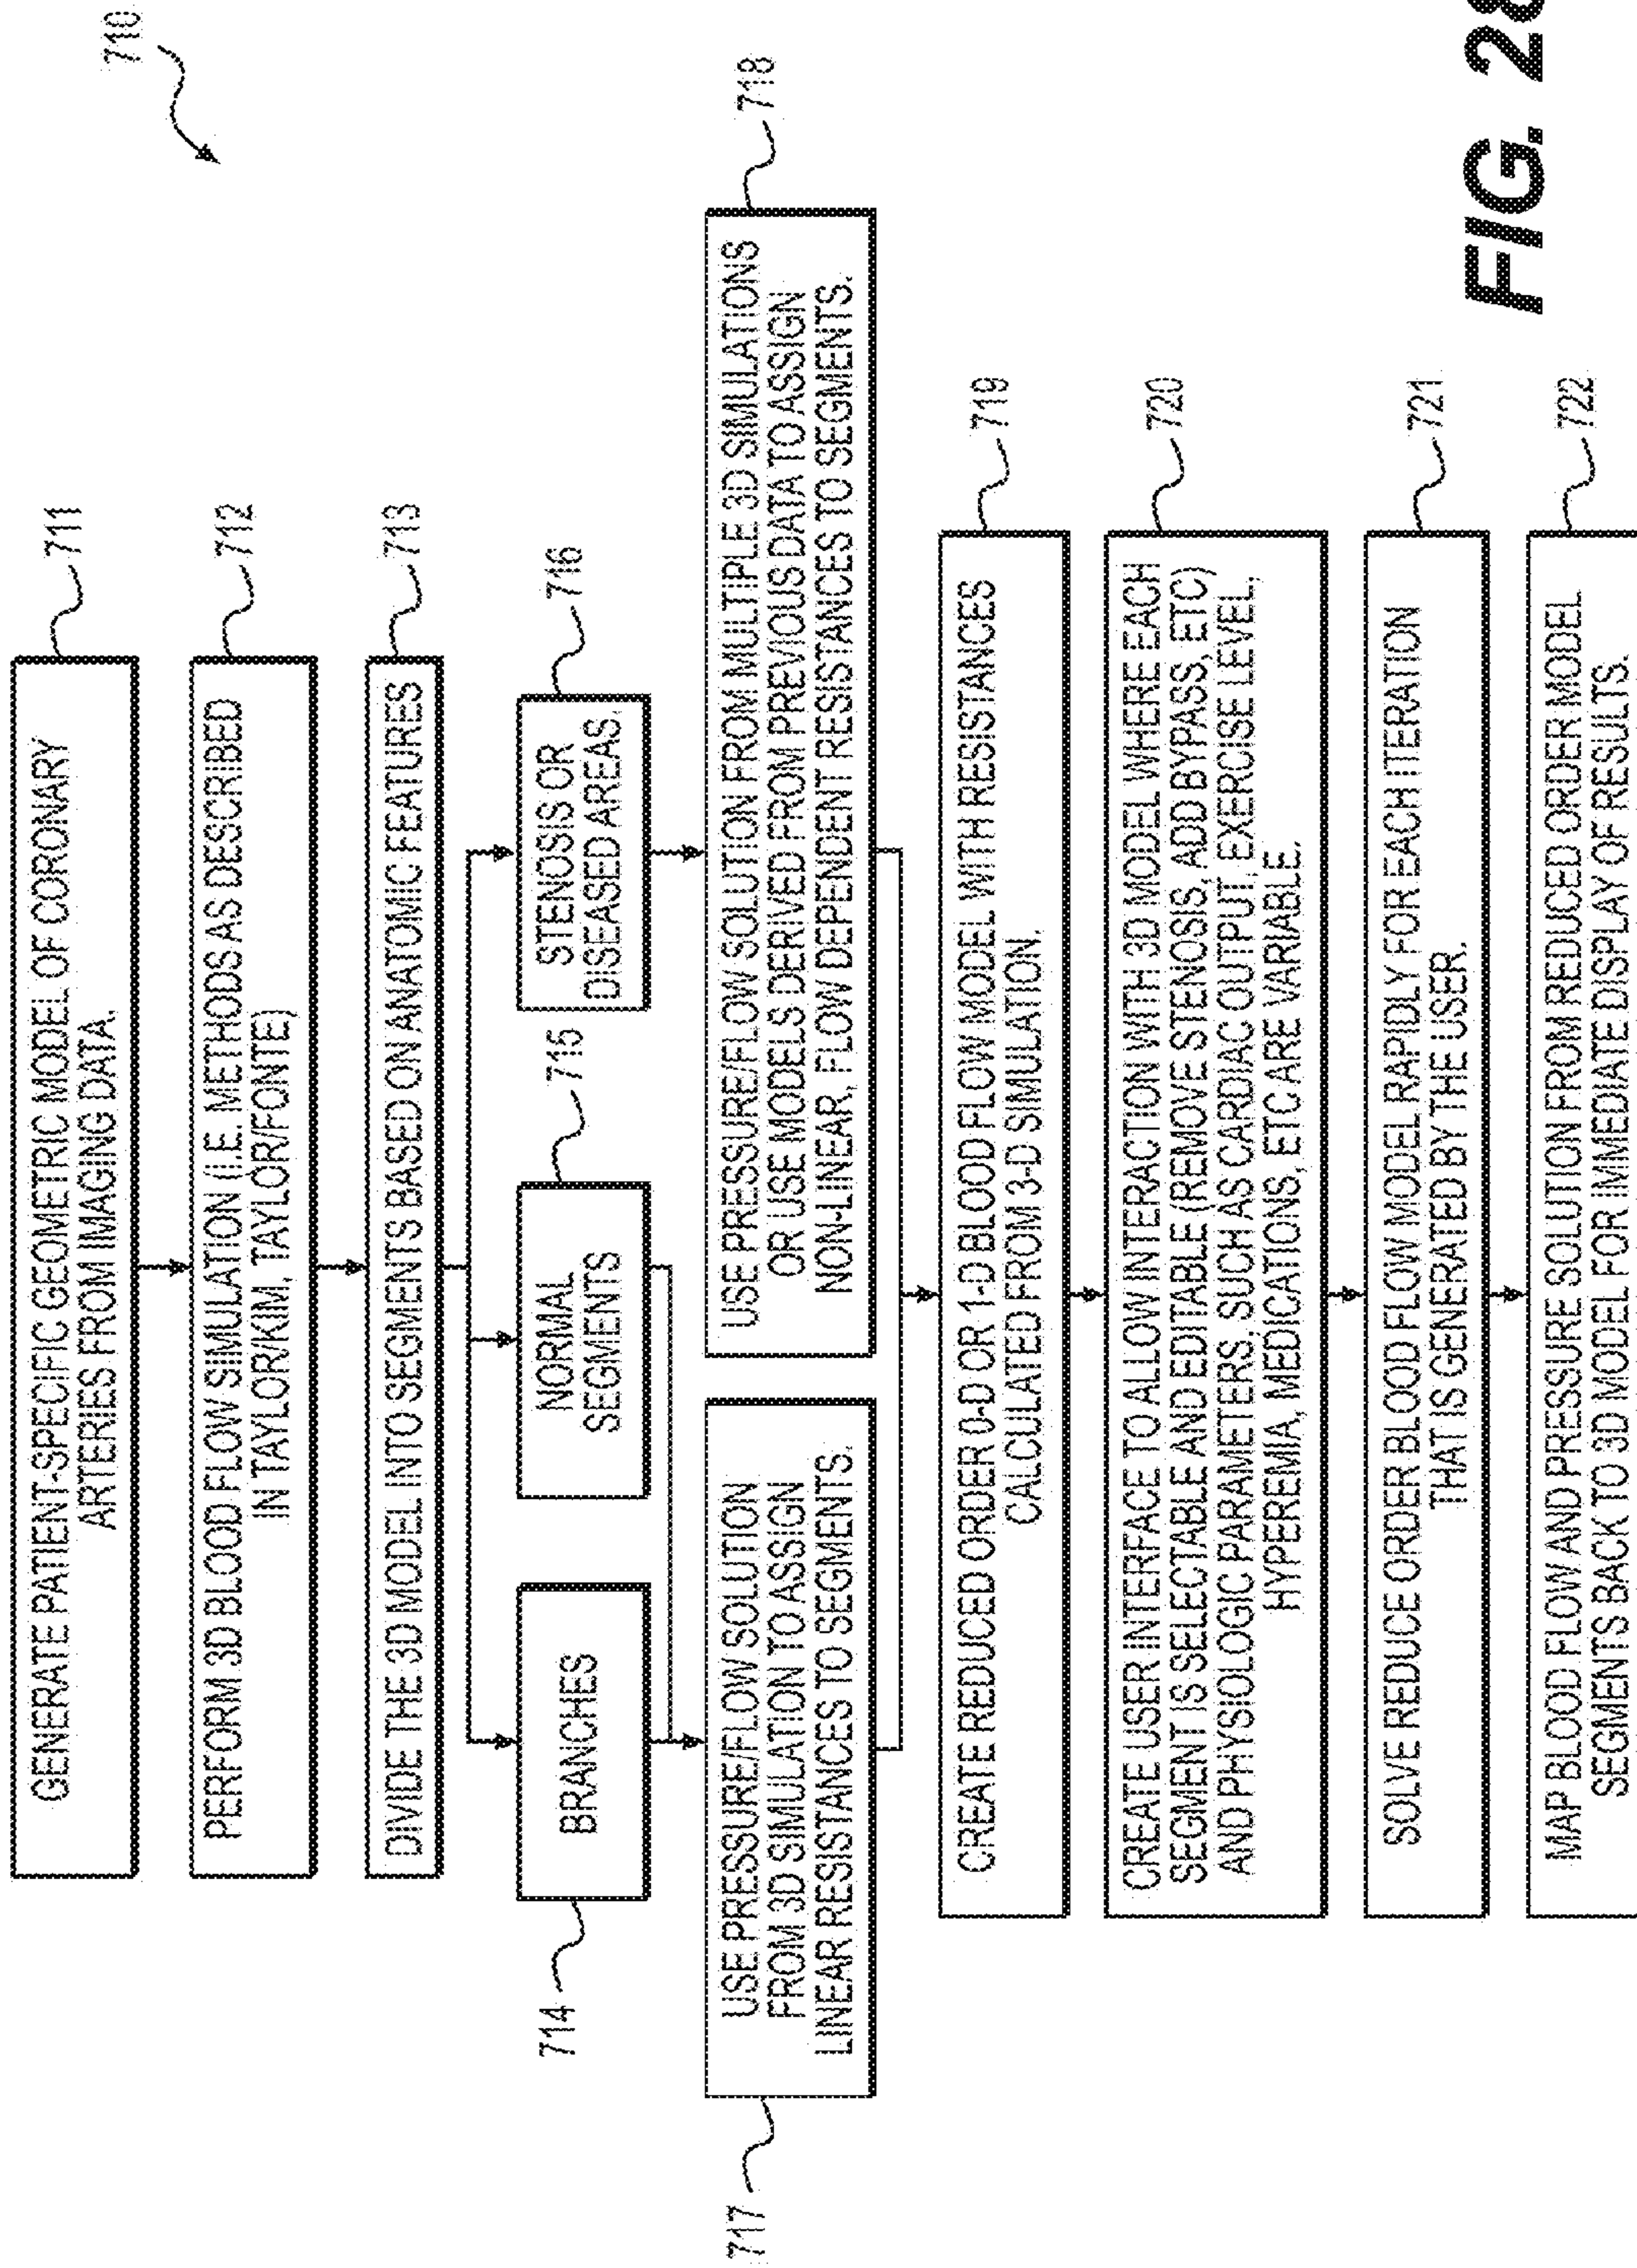 710
GENERATE PATIENT-SPECIFIC GEOMETRIC MODEL OF CORONARY
ARTERIES FROM IMAGING DATA.
711
PERFORM 3D BLOOD FLOW SIMULATION (I.E. METHODS AS DESCRIBED
IN TAYLOR/KIM, TAYLOR/FONTE)
712
DIVIDE THE 3D MODEL INTO SEGMENTS BASED ON ANATOMIC FEATURES
713
714
BRANCHES
NORMAL
SEGMENTS
715
STENOSIS OR
DISEASED AREAS.
716
717
USE PRESSURE/FLOW SOLUTION
FROM 3D SIMULATION TO ASSIGN
LINEAR RESISTANCES TO SEGMENTS.
USE PRESSURE/FLOW SOLUTION FROM MULTIPLE 3D SIMULATIONS
OR USE MODELS DERIVED FROM PREVIOUS DATA TO ASSIGN
NON-LINEAR, FLOW DEPENDENT RESISTANCES TO SEGMENTS.
718
CREATE REDUCED ORDER 0-D OR 1-D BLOOD FLOW MODEL WITH RESISTANCES
CALCULATED FROM 3-D SIMULATION.
719
CREATE USER INTERFACE TO ALLOW INTERACTION WITH 3D MODEL WHERE EACH
SEGMENT IS SELECTABLE AND EDITABLE (REMOVE STENOSIS, ADD BYPASS, ETC)
AND PHYSIOLOGIC PARAMETERS, SUCH AS CARDIAC OUTPUT, EXERCISE LEVEL,
HYPEREMIA, MEDICATIONS, ETC ARE VARIABLE.
720
SOLVE REDUCE ORDER BLOOD FLOW MODEL RAPIDLY FOR EACH ITERATION
THAT IS GENERATED BY THE USER.
721
MAP BLOOD FLOW AND PRESSURE SOLUTION FROM REDUCED ORDER MODEL
SEGMENTS BACK TO 3D MODEL FOR IMMEDIATE DISPLAY OF RESULTS.
722
FIG. 28